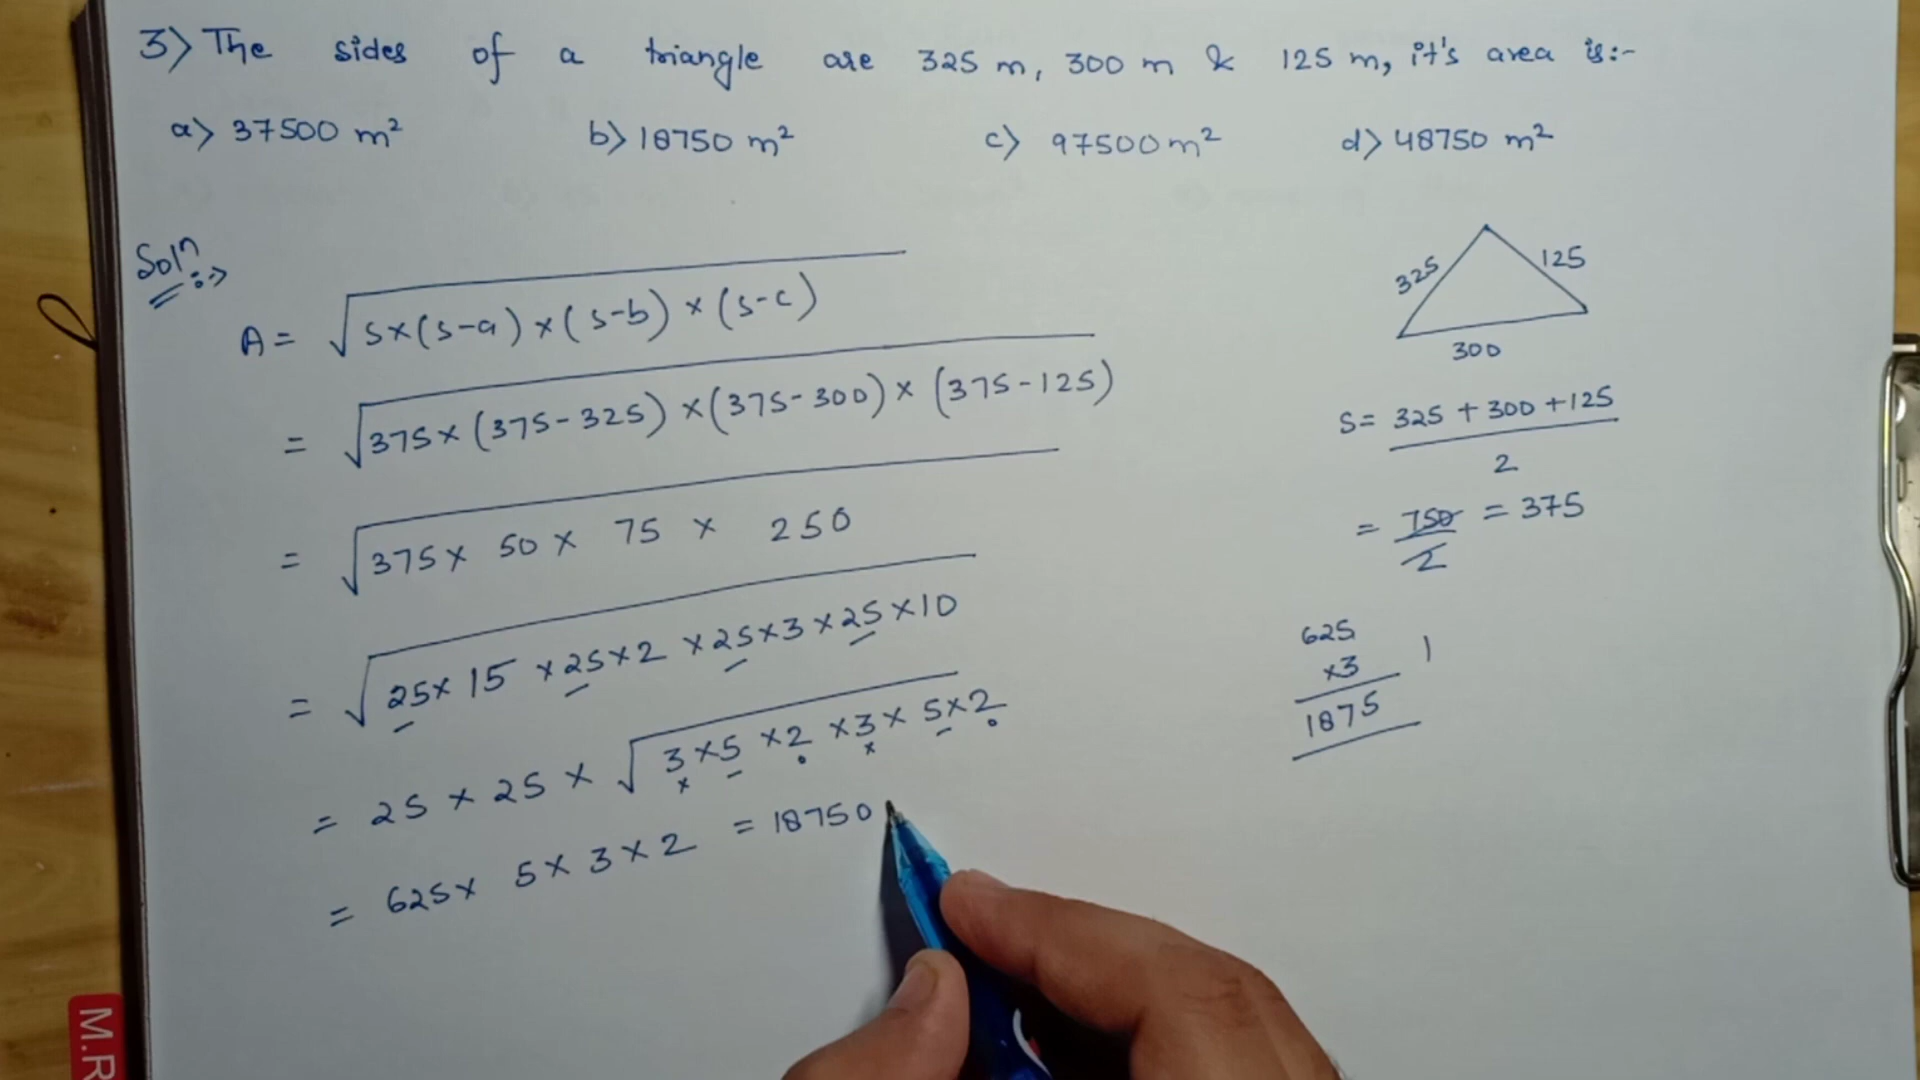 3) The sides of a triangle are 325 m, 300 m & 125 m, it's area is:-
a) 37500 m² b) 18750 m² c) 97500 m² d) 48750 m²
Solⁿ :->
A = √s×(s-a)×(s-b)×(s-c)
= √375×(375-325)×(375-300)×(375-125)
= √375× 50× 75 × 250
= √25×15×25×2×25×3×25×10
= 25×25×√3×5×2×3×5×2
= 625× 5×3×2 = 18750
325
125
300
S= 325+300+125
2
= 750 = 375
2
625
×3
1875
1
M.R